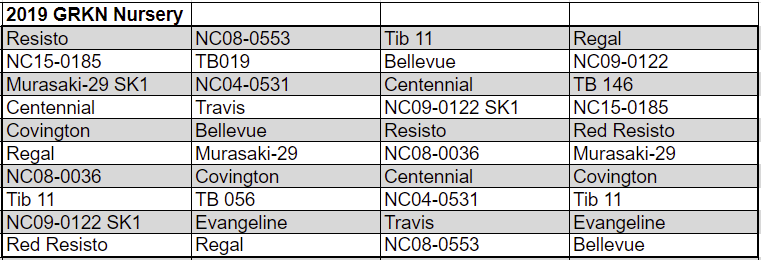 2019 GRKN Nursery
Resisto NC08-0553 Tib 11 Regal
NC15-0185 TB019 Bellevue NC09-0122
Murasaki-29 SK1 NC04-0531 Centennial TB 146
Centennial Travis NC09-0122 SK1 NC15-0185
Covington Bellevue Resisto Red Resisto
Regal Murasaki-29 NC08-0036 Murasaki-29
NC08-0036 Covington Centennial Covington
Tib 11 TB 056 NC04-0531 Tib 11
NC09-0122 SK1 Evangeline Travis Evangeline
Red Resisto Regal NC08-0553 Bellevue